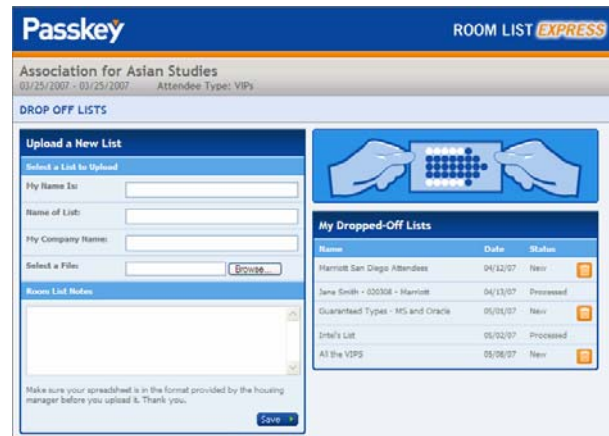 Passkey
ROOM LIST EXPRESS
Association for Asian Studies
03/25/2007 - 03/25/2007 Attendee Type: VIPs
DROP OFF LISTS
Upload a New List
Select a List to Upload
My Name Is:
Name of List:
My Company Name:
Select a File:
Browse...
Room List Notes
Make sure your spreadsheet is in the format provided by the housing
manager before you upload it. Thank you.
Save
My Dropped-Off Lists
Name Date Status
Marriott San Diego Attendees 04/12/07 New
Jane Smith - 020308 - Marriott 04/13/07 Processed
Guaranteed Types - MS and Oracle 05/01/07 New
Intel's List 05/02/07 Processed
All the VIPS 05/08/07 New